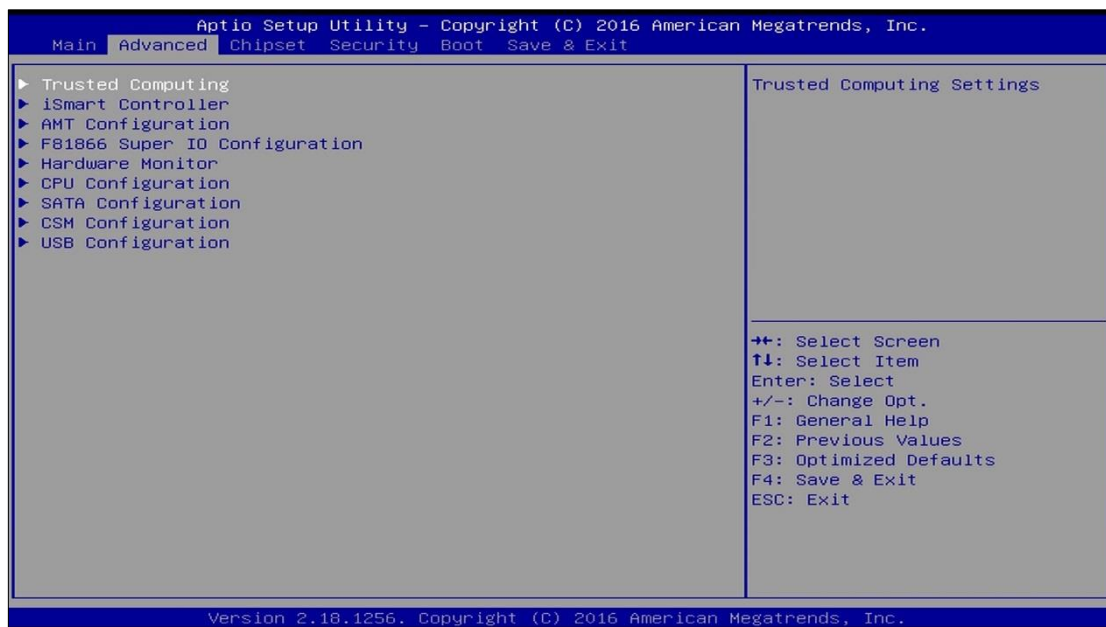 Aptio Setup Utility – Copyright (C) 2016 American Megatrends, Inc.
Main Advanced Chipset Security Boot Save & Exit
▶ Trusted Computing
▶ iSmart Controller
▶ AMT Configuration
▶ F81866 Super IO Configuration
▶ Hardware Monitor
▶ CPU Configuration
▶ SATA Configuration
▶ CSM Configuration
▶ USB Configuration
Trusted Computing Settings
→←: Select Screen
↑↓: Select Item
Enter: Select
+/-: Change Opt.
F1: General Help
F2: Previous Values
F3: Optimized Defaults
F4: Save & Exit
ESC: Exit
Version 2.18.1256. Copyright (C) 2016 American Megatrends, Inc.